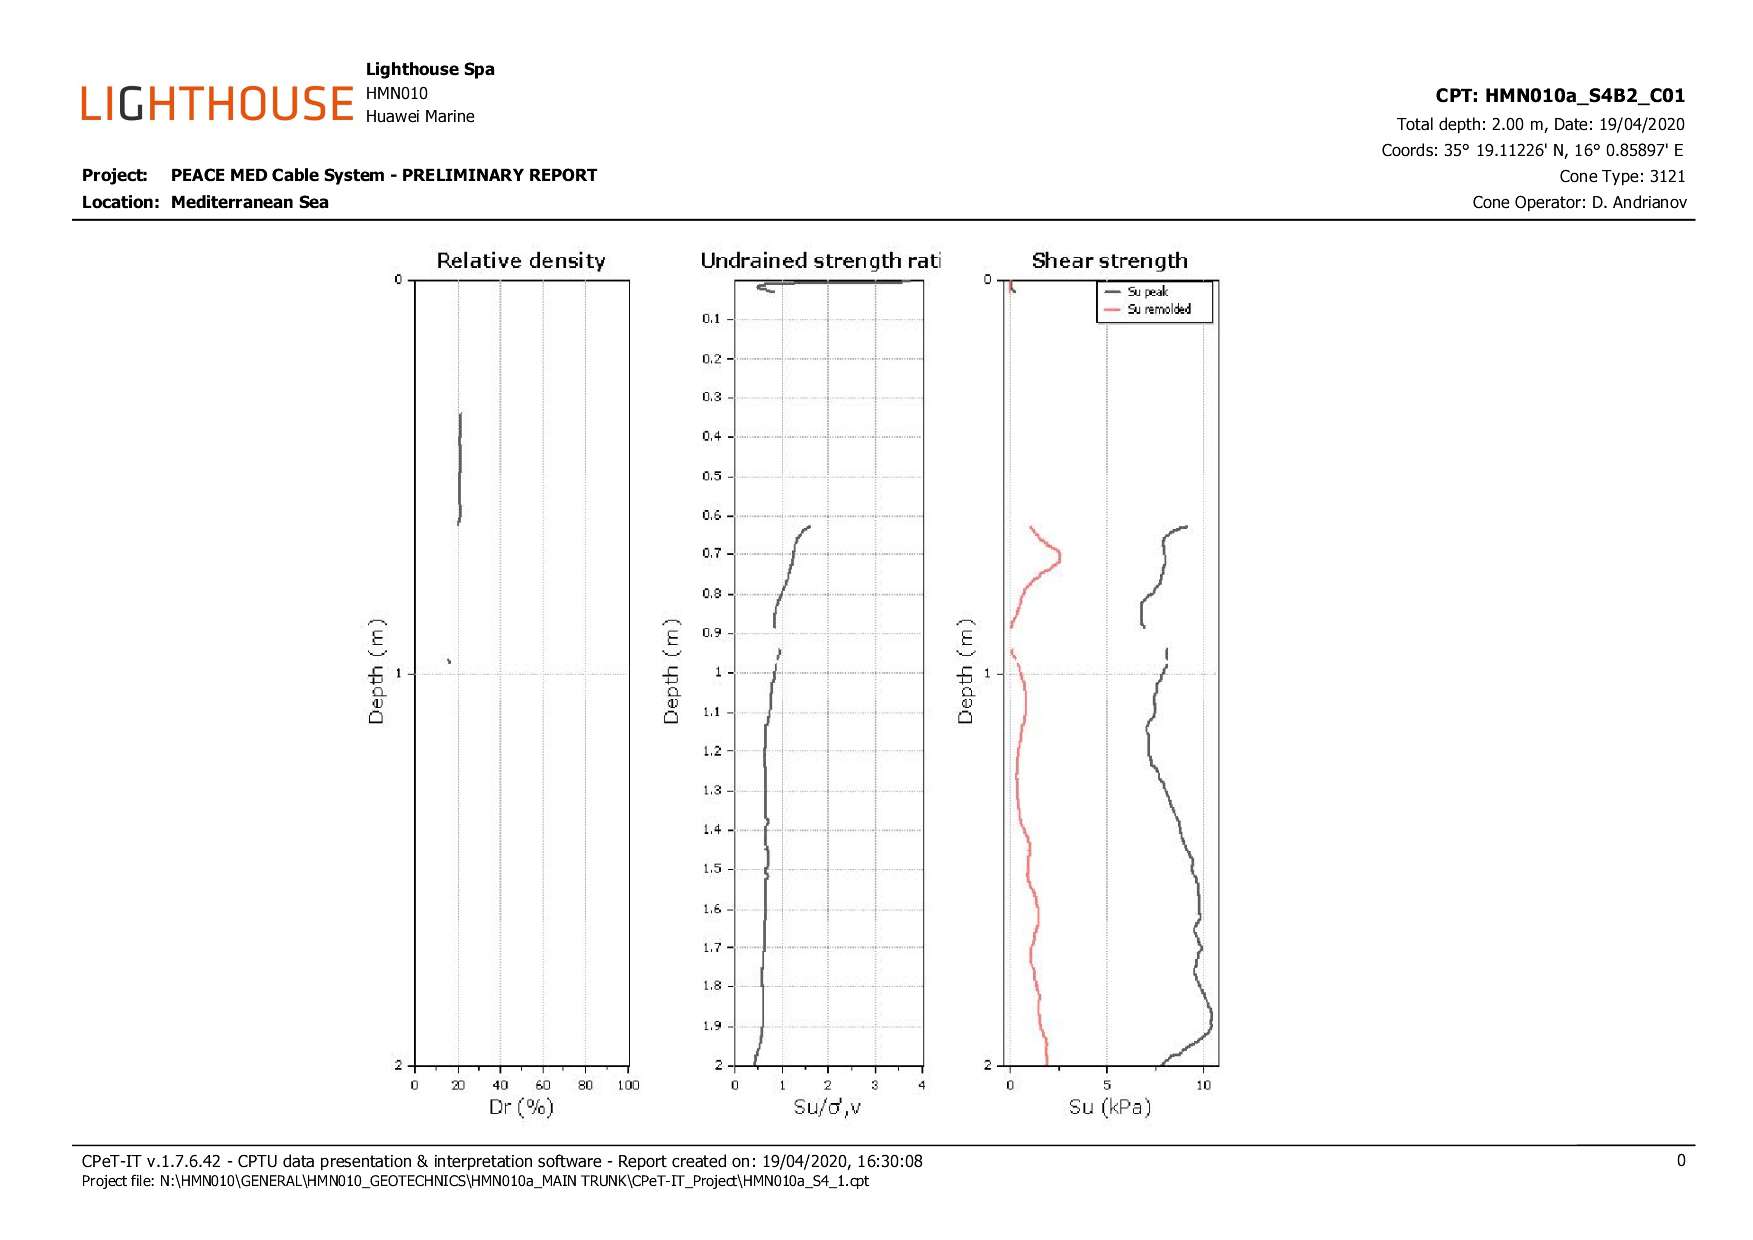 LIGHTHOUSE
Lighthouse Spa
HMN010
Huawei Marine
Project: PEACE MED Cable System - PRELIMINARY REPORT
Location: Mediterranean Sea
CPT: HMN010a_S4B2_C01
Total depth: 2.00 m, Date: 19/04/2020
Coords: 35° 19.11226' N, 16° 0.85897' E
Cone Type: 3121
Cone Operator: D. Andrianov
Relative density
0
1
2
Depth (m)
0 20 40 60 80 100
Dr (%)
Undrained strength rati
0.1
0.2
0.3
0.4
0.5
0.6
0.7
0.8
0.9
1
1.1
1.2
1.3
1.4
1.5
1.6
1.7
1.8
1.9
2
Depth (m)
0 1 2 3 4
Su/σ',v
Shear strength
Su peak
Su remolded
0
1
2
Depth (m)
0 5 10
Su (kPa)
CPeT-IT v.1.7.6.42 - CPTU data presentation & interpretation software - Report created on: 19/04/2020, 16:30:08
0
Project file: N:\HMN010\GENERAL\HMN010_GEOTECHNICS\HMN010a_MAIN TRUNK\CPeT-IT_Project\HMN010a_S4_1.cpt